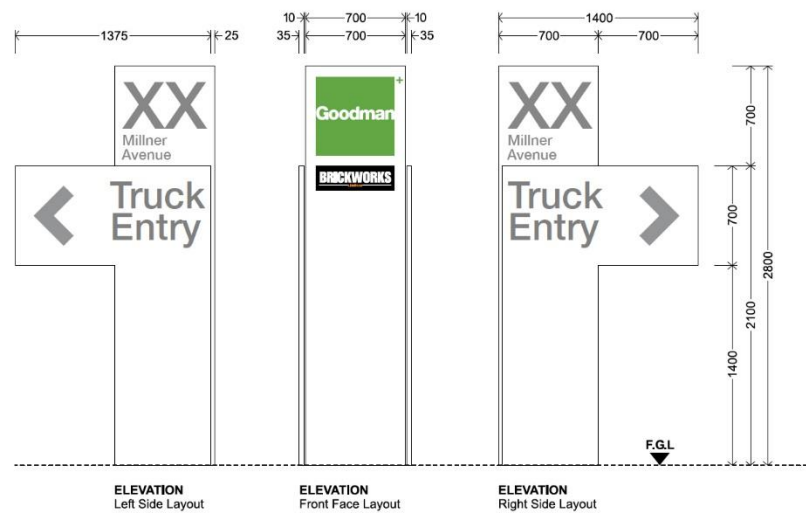 10 700 10
35 700 35
1375 25
1400
700 700
XX
Millner
Avenue
Truck
Entry
Goodman
+
BRICKWORKS
XX
Millner
Avenue
Truck
Entry
700
700
1400
2100
2800
F.G.L
ELEVATION
Left Side Layout
ELEVATION
Front Face Layout
ELEVATION
Right Side Layout